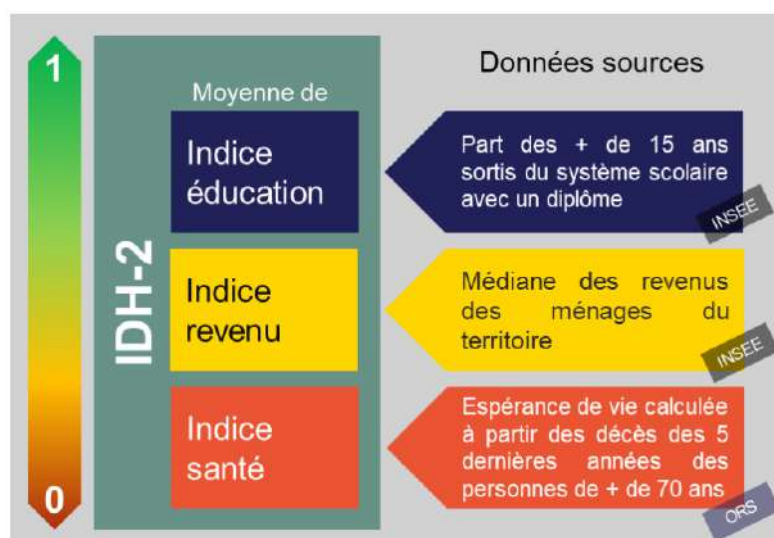 1
0
IDH-2
Moyenne de
Indice
éducation
Indice
revenu
Indice
santé
Données sources
Part des + de 15 ans
sortis du système scolaire
avec un diplôme
INSEE
Médiane des revenus
des ménages du
territoire
INSEE
Espérance de vie calculée
à partir des décès des 5
dernières années des
personnes de + de 70 ans
ORS